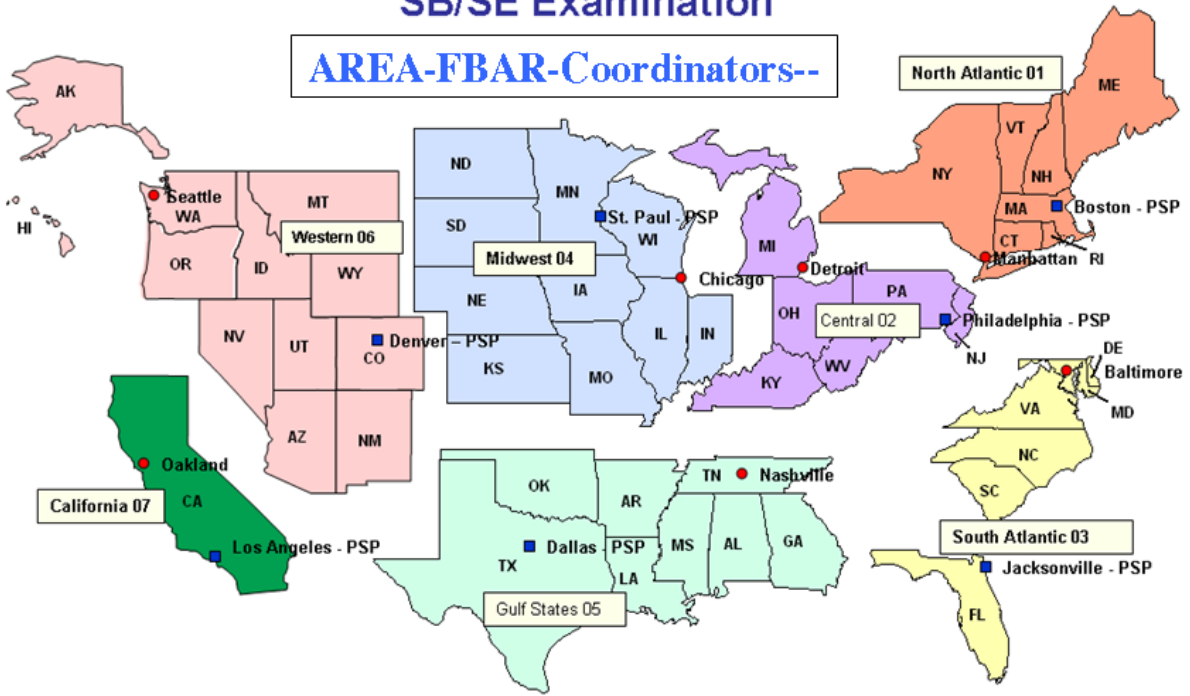 SB/SE Examination
AREA-FBAR-Coordinators--
North Atlantic 01
ME
AK
VT
ND
NY
NH
MN
Seattle
MT
MA
Boston - PSP
WA
St. Paul - PSP
HI
SD
WI
Western 06
MI
CT
Midwest 04
Manhattan
RI
OR
ID
WY
Detroit
Chicago
IA
PA
NE
OH
Central 02
Philadelphia - PSP
NV
UT
Denver – PSP
IL
IN
CO
NJ
DE
KS
WV
Baltimore
MO
KY
VA
MD
AZ
NM
NC
Oakland
TN
Nashville
OK
SC
CA
AR
California 07
South Atlantic 03
Los Angeles - PSP
Dallas - PSP
MS
AL
GA
TX
LA
Jacksonville - PSP
Gulf States 05
FL